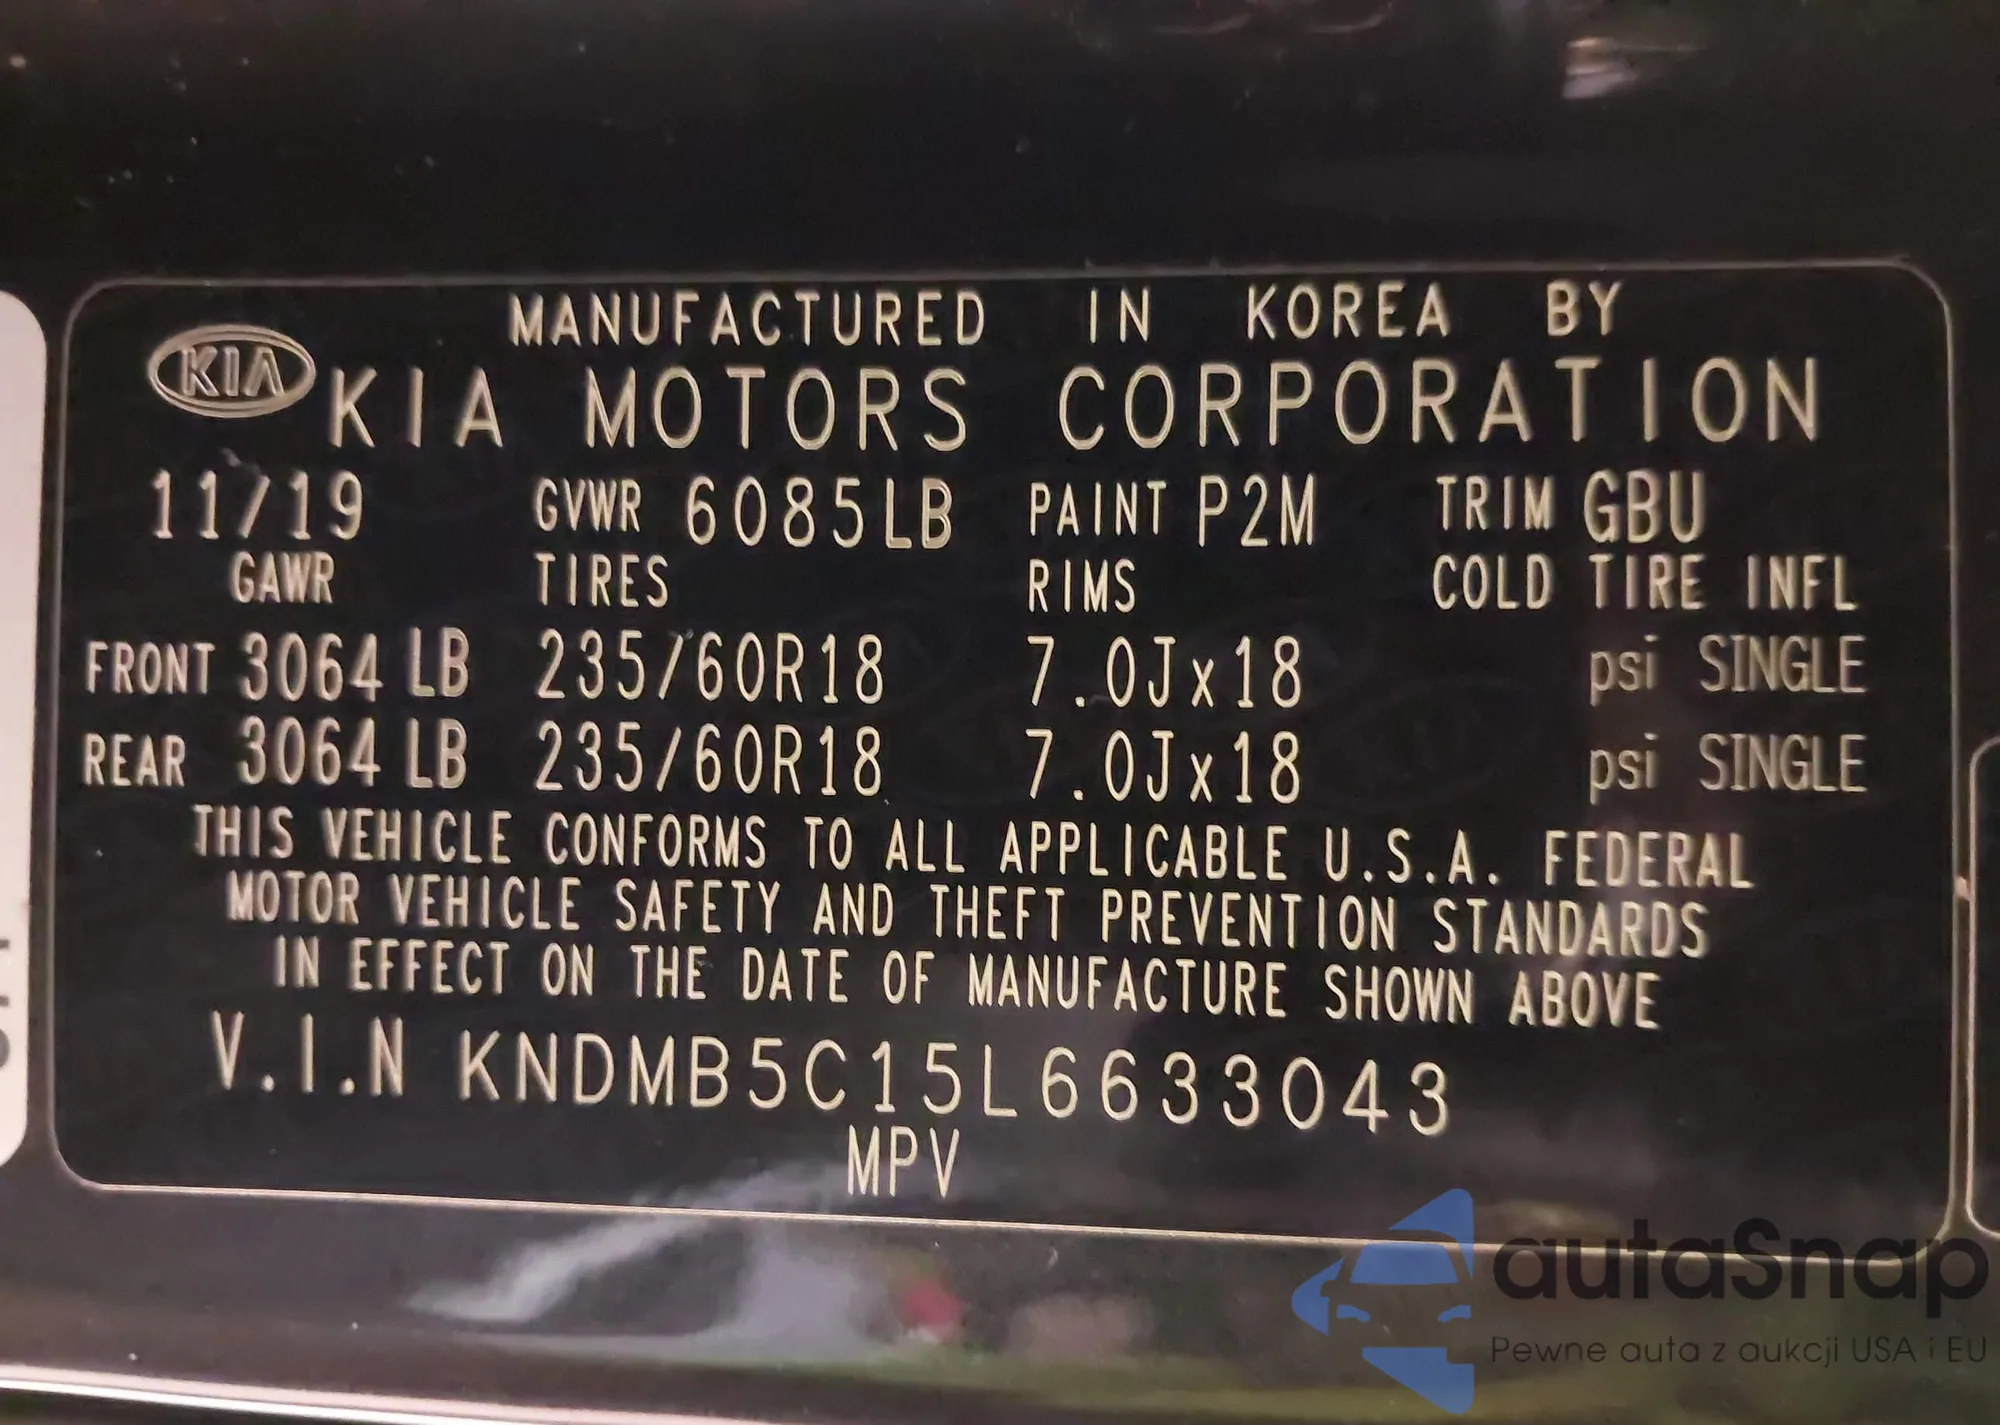 MANUFACTURED IN KOREA BY
KIA KIA MOTORS CORPORATION
11/19 GVWR 6085LB PAINT P2M TRIM GBU
GAWR TIRES RIMS COLD TIRE INFL
FRONT 3064 LB 235/60R18 7.0Jx18 psi SINGLE
REAR 3064 LB 235/60R18 7.0Jx18 psi SINGLE
THIS VEHICLE CONFORMS TO ALL APPLICABLE U.S.A. FEDERAL
MOTOR VEHICLE SAFETY AND THEFT PREVENTION STANDARDS
IN EFFECT ON THE DATE OF MANUFACTURE SHOWN ABOVE
V.I.N KNDMB5C15L6633043
MPV
autaSnap
Pewne auta z aukcji USA i EU